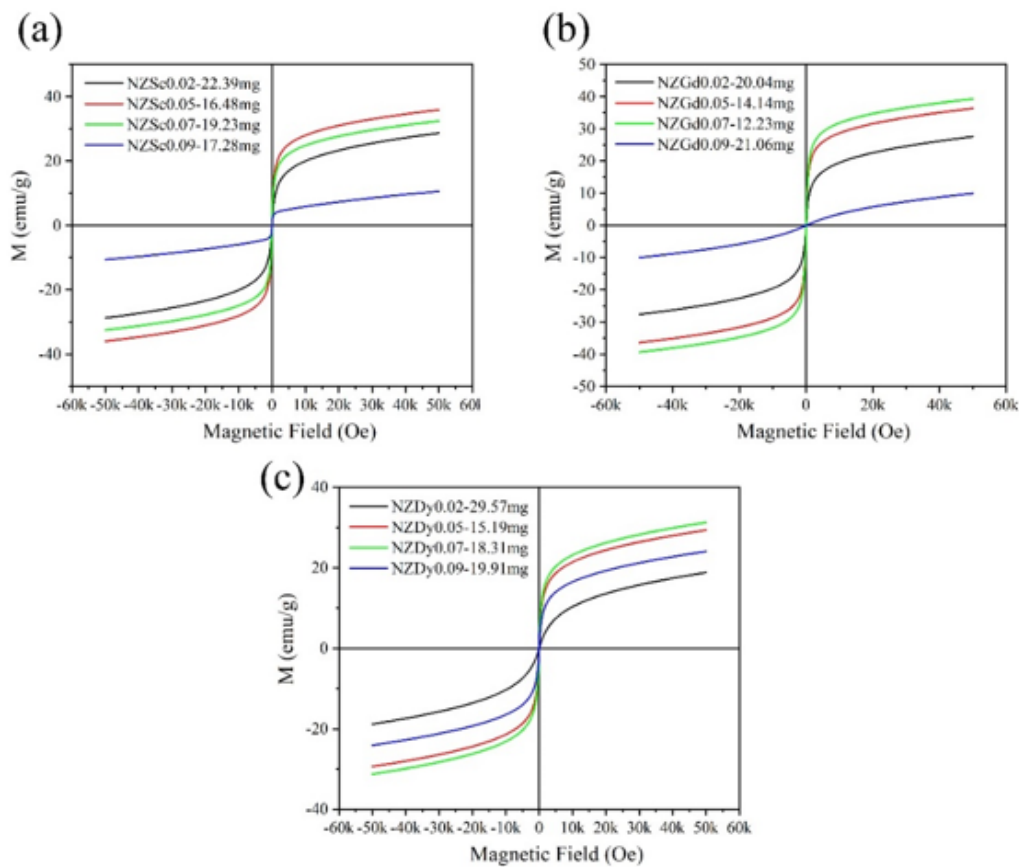 (a)
NZSc0.02-22.39mg
NZSc0.05-16.48mg
NZSc0.07-19.23mg
NZSc0.09-17.28mg
M (emu/g)
40
20
0
-20
-40
-60k -50k -40k -30k -20k -10k 0 10k 20k 30k 40k 50k 60k
Magnetic Field (Oe)
(b)
NZGd0.02-20.04mg
NZGd0.05-14.14mg
NZGd0.07-12.23mg
NZGd0.09-21.06mg
M (emu/g)
50
40
30
20
10
0
-10
-20
-30
-40
-50
-60k -40k -20k 0 20k 40k 60k
Magnetic Field (Oe)
(c)
NZDy0.02-29.57mg
NZDy0.05-15.19mg
NZDy0.07-18.31mg
NZDy0.09-19.91mg
M (emu/g)
40
20
0
-20
-40
-60k -50k -40k -30k -20k -10k 0 10k 20k 30k 40k 50k 60k
Magnetic Field (Oe)